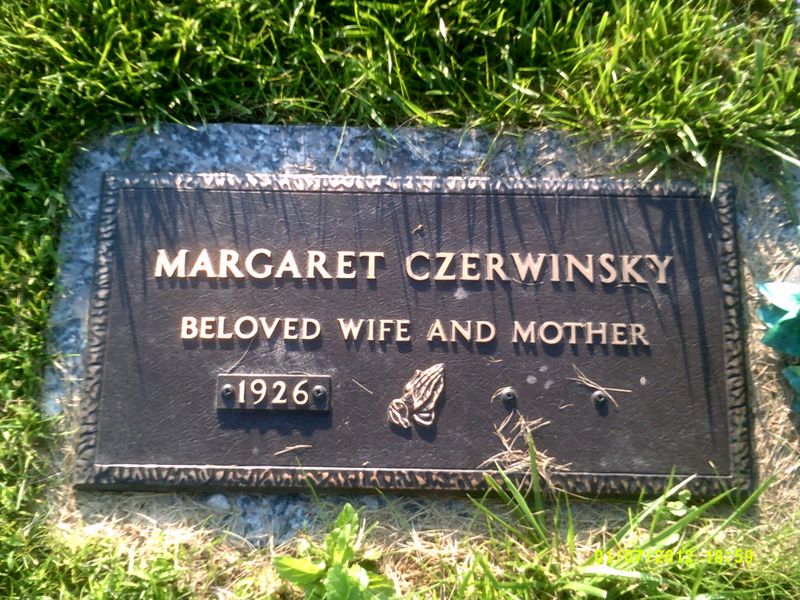 MARGARET CZERWINSKY
BELOVED WIFE AND MOTHER
1926